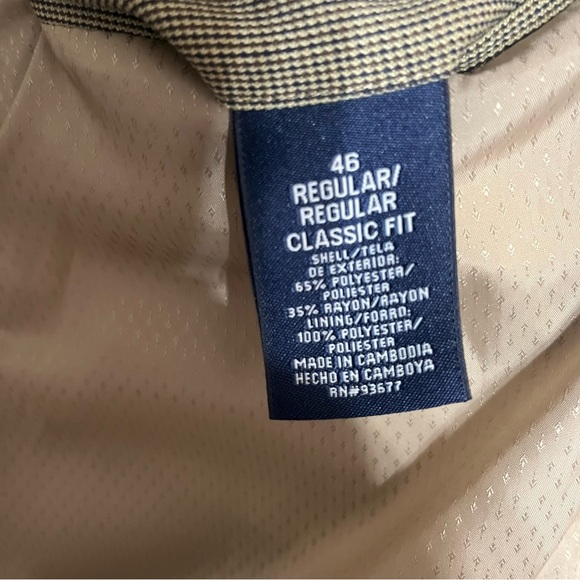 46
REGULAR/
REGULAR
CLASSIC FIT
SHELL/TELA
DE EXTERIOR:
65% POLYESTER/
POLIESTER
35% RAYON/RAYON
LINING/FORRO:
100% POLYESTER/
POLIESTER
MADE IN CAMBODIA
HECHO EN CAMBOYA
RN#93677